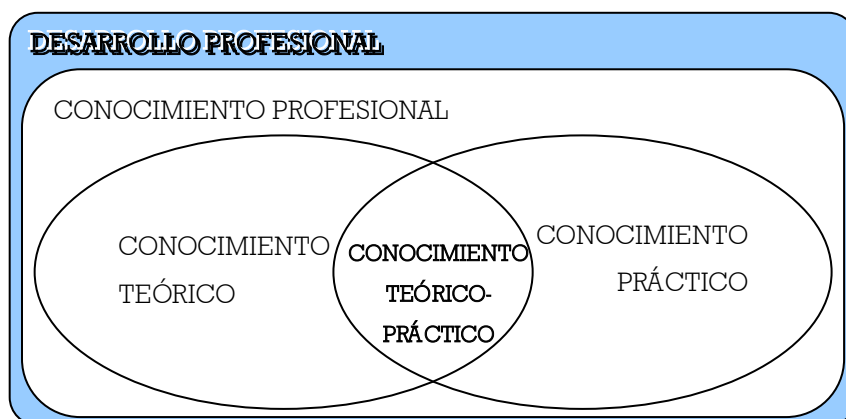 DESARROLLO PROFESIONAL
CONOCIMIENTO PROFESIONAL
CONOCIMIENTO
TEÓRICO
CONOCIMIENTO
TEÓRICO-
PRÁCTICO
CONOCIMIENTO
PRÁCTICO